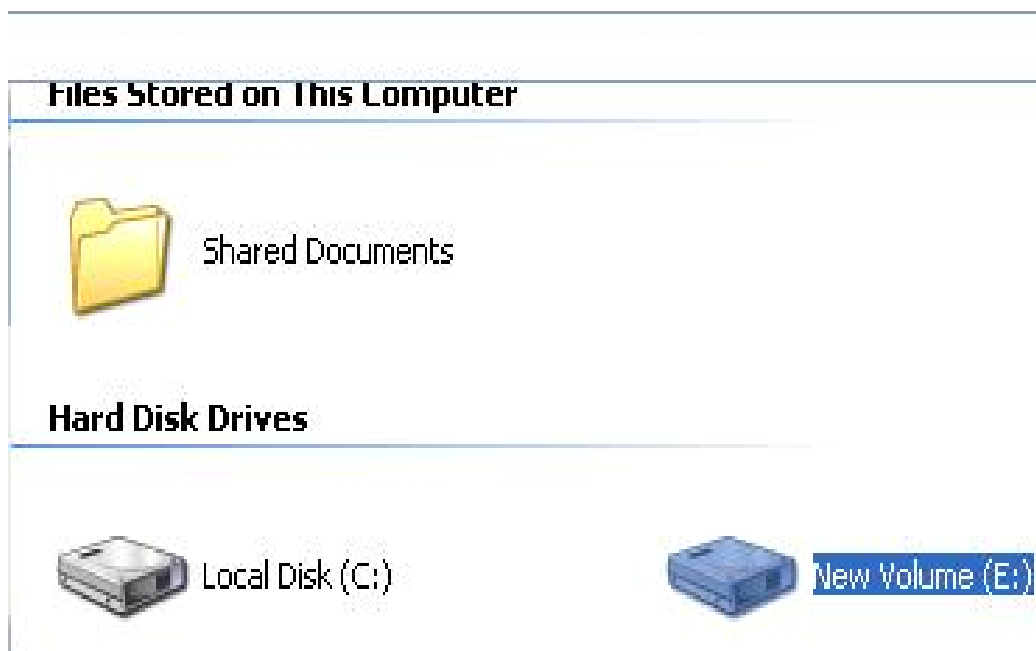 Files Stored on This Computer
Shared Documents
Hard Disk Drives
Local Disk (C:)
New Volume (E:)